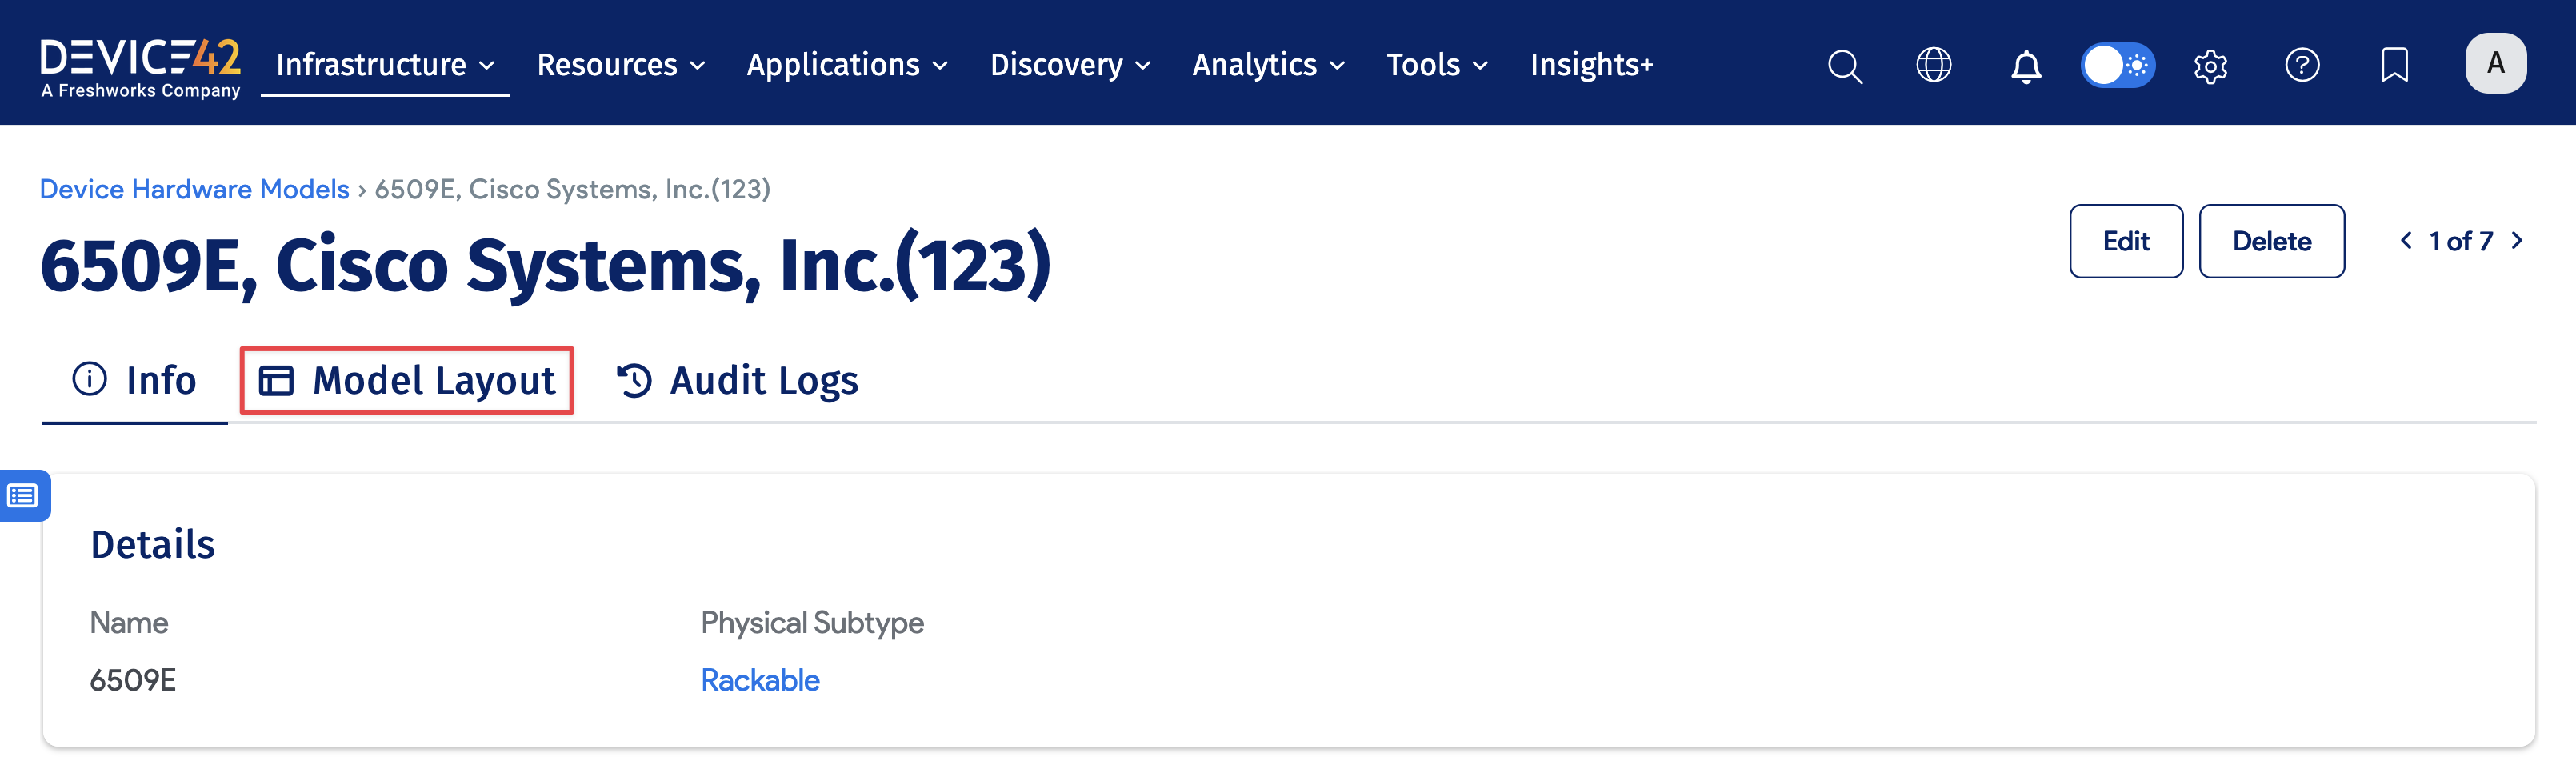 DEVICE42
A Freshworks Company
Infrastructure Resources Applications Discovery Analytics Tools Insights+
A
Device Hardware Models › 6509E, Cisco Systems, Inc.(123)
6509E, Cisco Systems, Inc.(123)
Edit Delete 1 of 7
Info Model Layout Audit Logs
Details
Name Physical Subtype
6509E Rackable